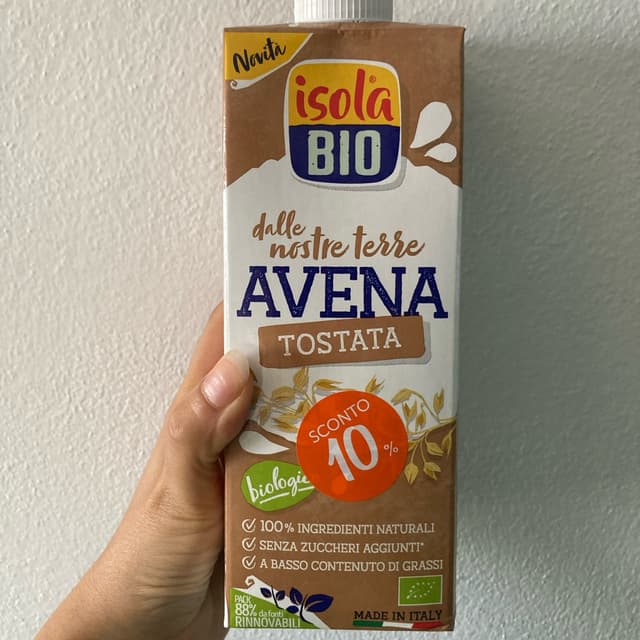 Novità
isola
BIO
dalle
nostre terre
AVENA
TOSTATA
SCONTO
10%
100% INGREDIENTI NATURALI
SENZA ZUCCHERI AGGIUNTI*
A BASSO CONTENUTO DI GRASSI
PACK
88% da fonti
RINNOVABILI
MADE IN ITALY